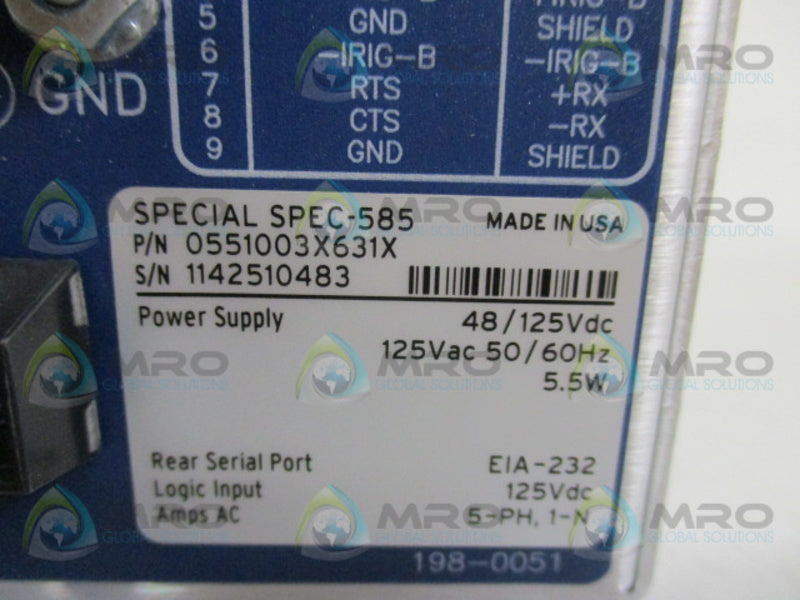 5 GND SHIELD
6 -IRIG-B -IRIG-B
7 RTS +RX
8 CTS -RX
9 GND SHIELD
GND
SPECIAL SPEC-585 MADE IN USA
P/N 0551003X631X
S/N 1142510483
Power Supply 48/125Vdc
125Vac 50/60Hz
5.5W
Rear Serial Port EIA-232
Logic Input 125Vdc
Amps AC 5-PH, 1-N
198-0051
MRO
GLOBAL SOLUTIONS